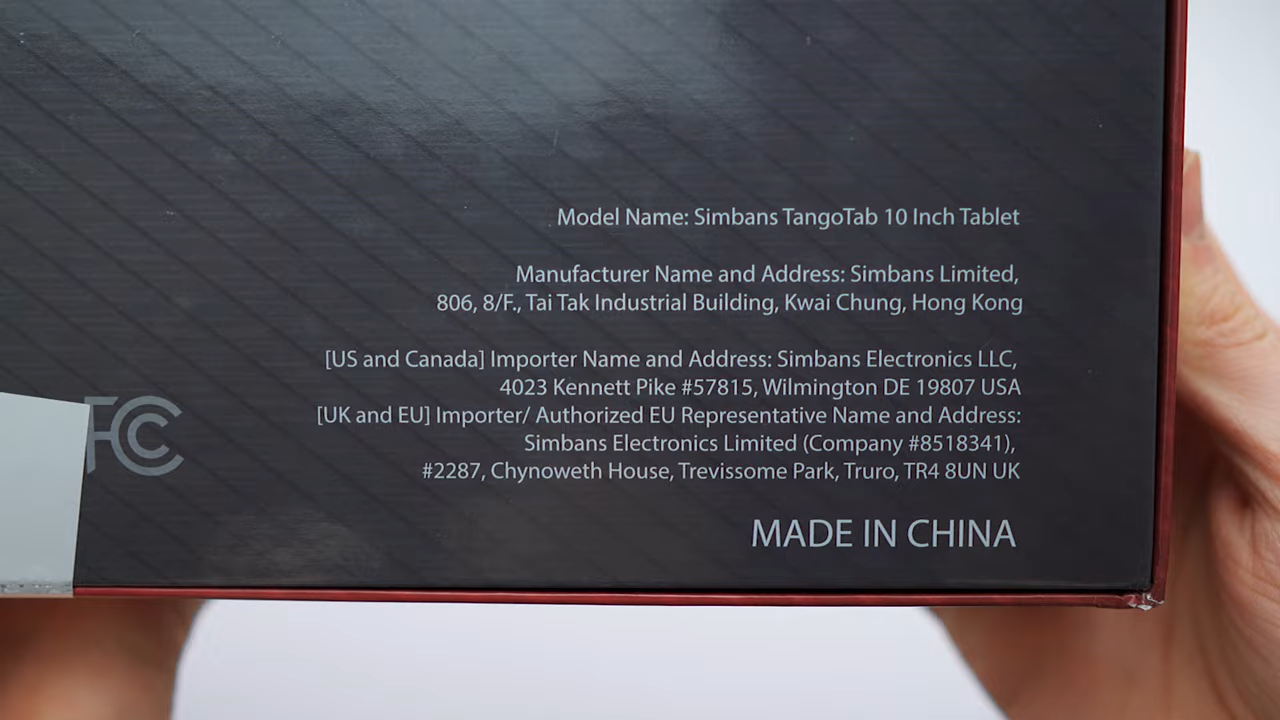 Model Name: Simbans TangoTab 10 Inch Tablet
Manufacturer Name and Address: Simbans Limited,
806, 8/F., Tai Tak Industrial Building, Kwai Chung, Hong Kong
[US and Canada] Importer Name and Address: Simbans Electronics LLC,
4023 Kennett Pike #57815, Wilmington DE 19807 USA
[UK and EU] Importer/ Authorized EU Representative Name and Address:
Simbans Electronics Limited (Company #8518341),
#2287, Chynoweth House, Trevissome Park, Truro, TR4 8UN UK
FC
MADE IN CHINA